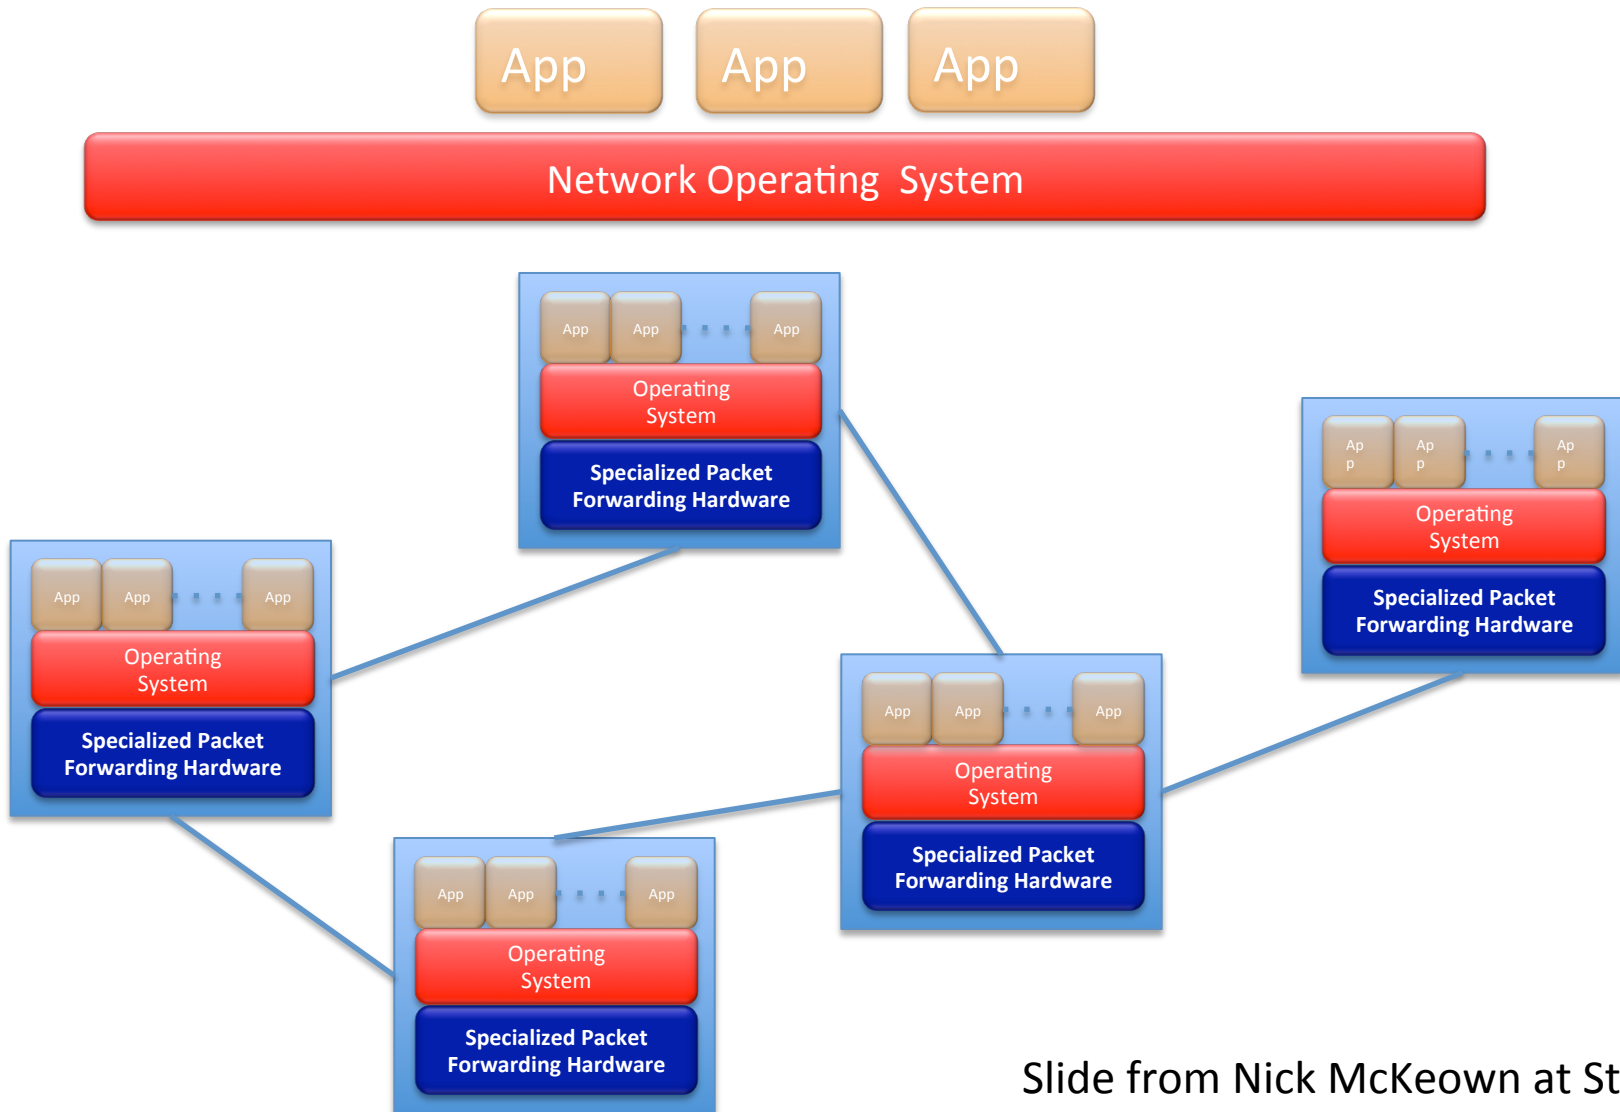 App App App
Network Operating System
App App App
Operating
System
Specialized Packet
Forwarding Hardware
Ap
p
Ap
p
Ap
p
Operating
System
Specialized Packet
Forwarding Hardware
App App App
Operating
System
Specialized Packet
Forwarding Hardware
App App App
Operating
System
Specialized Packet
Forwarding Hardware
App App App
Operating
System
Specialized Packet
Forwarding Hardware
Slide from Nick McKeown at St